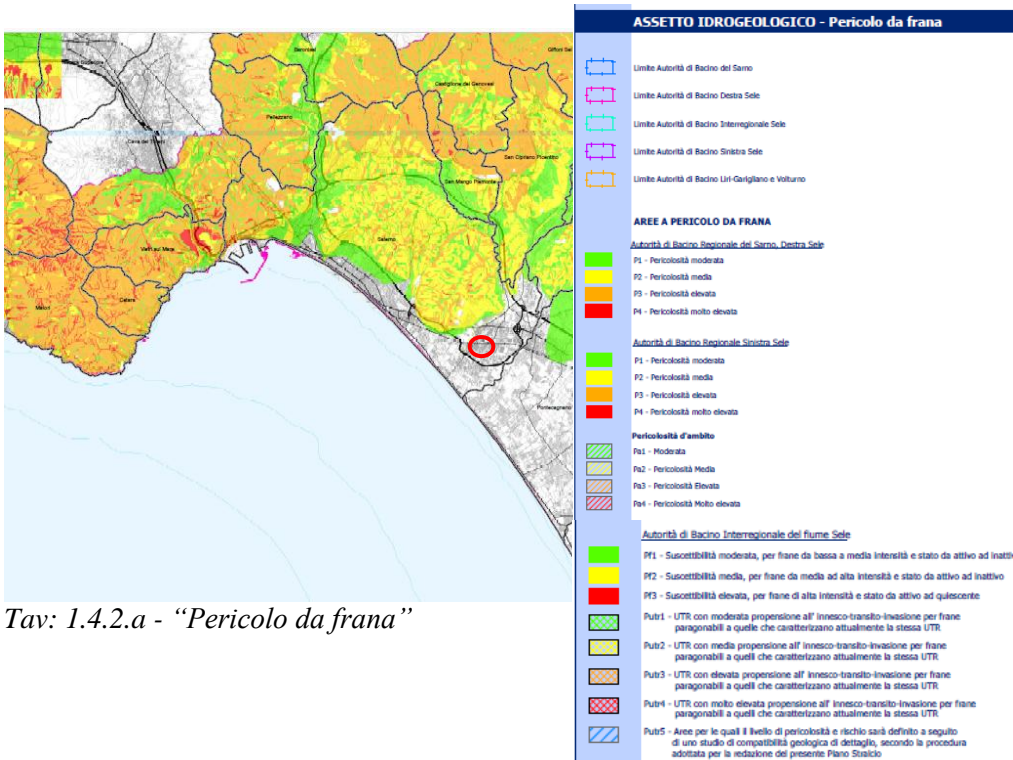 ASSETTO IDROGEOLOGICO - Pericolo da frana
Limite Autorità di Bacino del Sarno
Limite Autorità di Bacino Destra Sele
Limite Autorità di Bacino Interregionale Sele
Limite Autorità di Bacino Sinistra Sele
Limite Autorità di Bacino Liri-Garigliano e Volturno
AREE A PERICOLO DA FRANA
Autorità di Bacino Regionale del Sarno, Destra Sele
P1 - Pericolosità moderata
P2 - Pericolosità media
P3 - Pericolosità elevata
P4 - Pericolosità molto elevata
Autorità di Bacino Regionale Sinistra Sele
P1 - Pericolosità moderata
P2 - Pericolosità media
P3 - Pericolosità elevata
P4 - Pericolosità molto elevata
Pericolosità d'ambito
Pa1 - Moderata
Pa2 - Pericolosità Media
Pa3 - Pericolosità Elevata
Pa4 - Pericolosità Molto elevata
Autorità di Bacino Interregionale del fiume Sele
Pf1 - Suscettibilità moderata, per frane da bassa a media intensità e stato da attivo ad inatti
Pf2 - Suscettibilità media, per frane da media ad alta intensità e stato da attivo ad inattivo
Pf3 - Suscettibilità elevata, per frane di alta intensità e stato da attivo ad quiescente
Putr1 - UTR con moderata propensione all' innesco-transito-invasione per frane
paragonabili a quelle che caratterizzano attualmente la stessa UTR
Putr2 - UTR con media propensione all' innesco-transito-invasione per frane
paragonabili a quelli che caratterizzano attualmente la stessa UTR
Putr3 - UTR con elevata propensione all' innesco-transito-invasione per frane
paragonabili a quelli che caratterizzano attualmente la stessa UTR
Putr4 - UTR con molto elevata propensione all' innesco-transito-invasione per frane
paragonabili a quelli che caratterizzano attualmente la stessa UTR
Putr5 - Aree per le quali il livello di pericolosità e rischio sarà definito a seguito
di uno studio di compatibilità geologica di dettaglio, secondo la procedura
adottata per la redazione del presente Piano Stralcio
Baronissi
Giffoni Sei
Castiglione del Genovesi
Pellezzano
Cava de' Tirreni
San Cipriano Picentino
San Mango Piemonte
Salerno
Vietri sul Mare
Cetara
Maiori
Pontecagnano
Tav: 1.4.2.a - “Pericolo da frana”